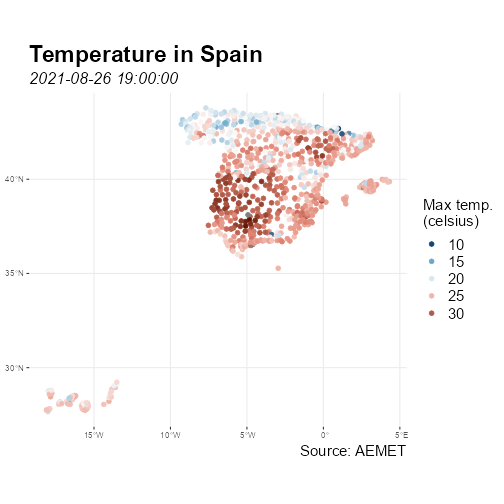 Temperature in Spain
2021-08-26 19:00:00
40°N
35°N
30°N
15°W
10°W
5°W
0°
5°E
Max temp.
(celsius)
10
15
20
25
30
Source: AEMET